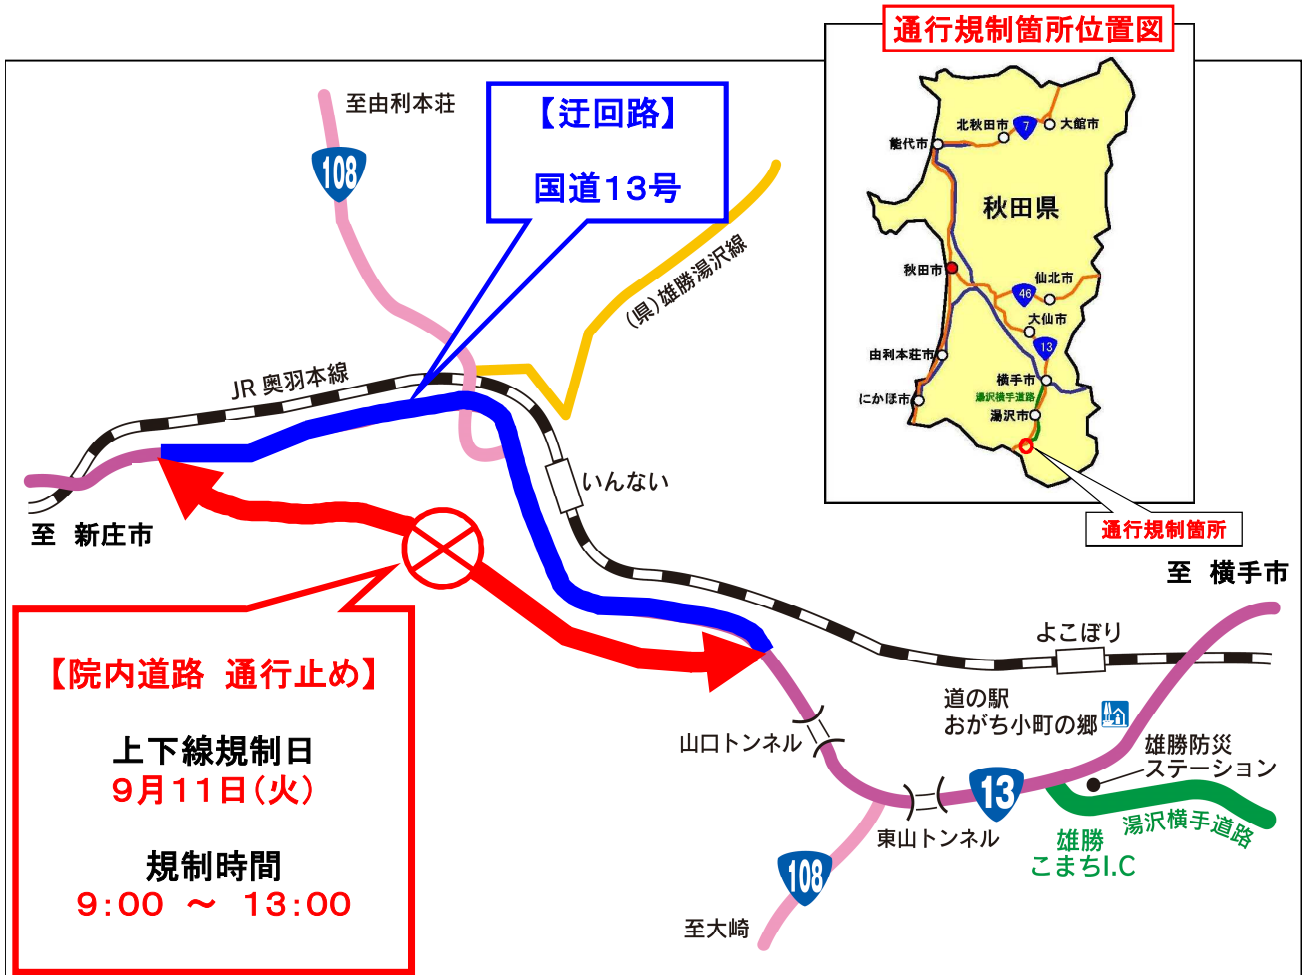 通行規制箇所位置図
北秋田市
7
大館市
能代市
秋田県
秋田市
仙北市
46
大仙市
13
由利本荘市
横手市
湯沢横手道路
にかほ市
湯沢市
通行規制箇所
至由利本荘
108
【迂回路】
国道13号
(県)雄勝湯沢線
JR 奥羽本線
いんない
至 新庄市
至 横手市
よこぼり
【院内道路 通行止め】
上下線規制日
9月11日(火)
規制時間
9:00 ～ 13:00
山口トンネル
道の駅
おがち小町の郷
雄勝防災
ステーション
13
東山トンネル
湯沢横手道路
雄勝
こまちI.C
108
至大崎